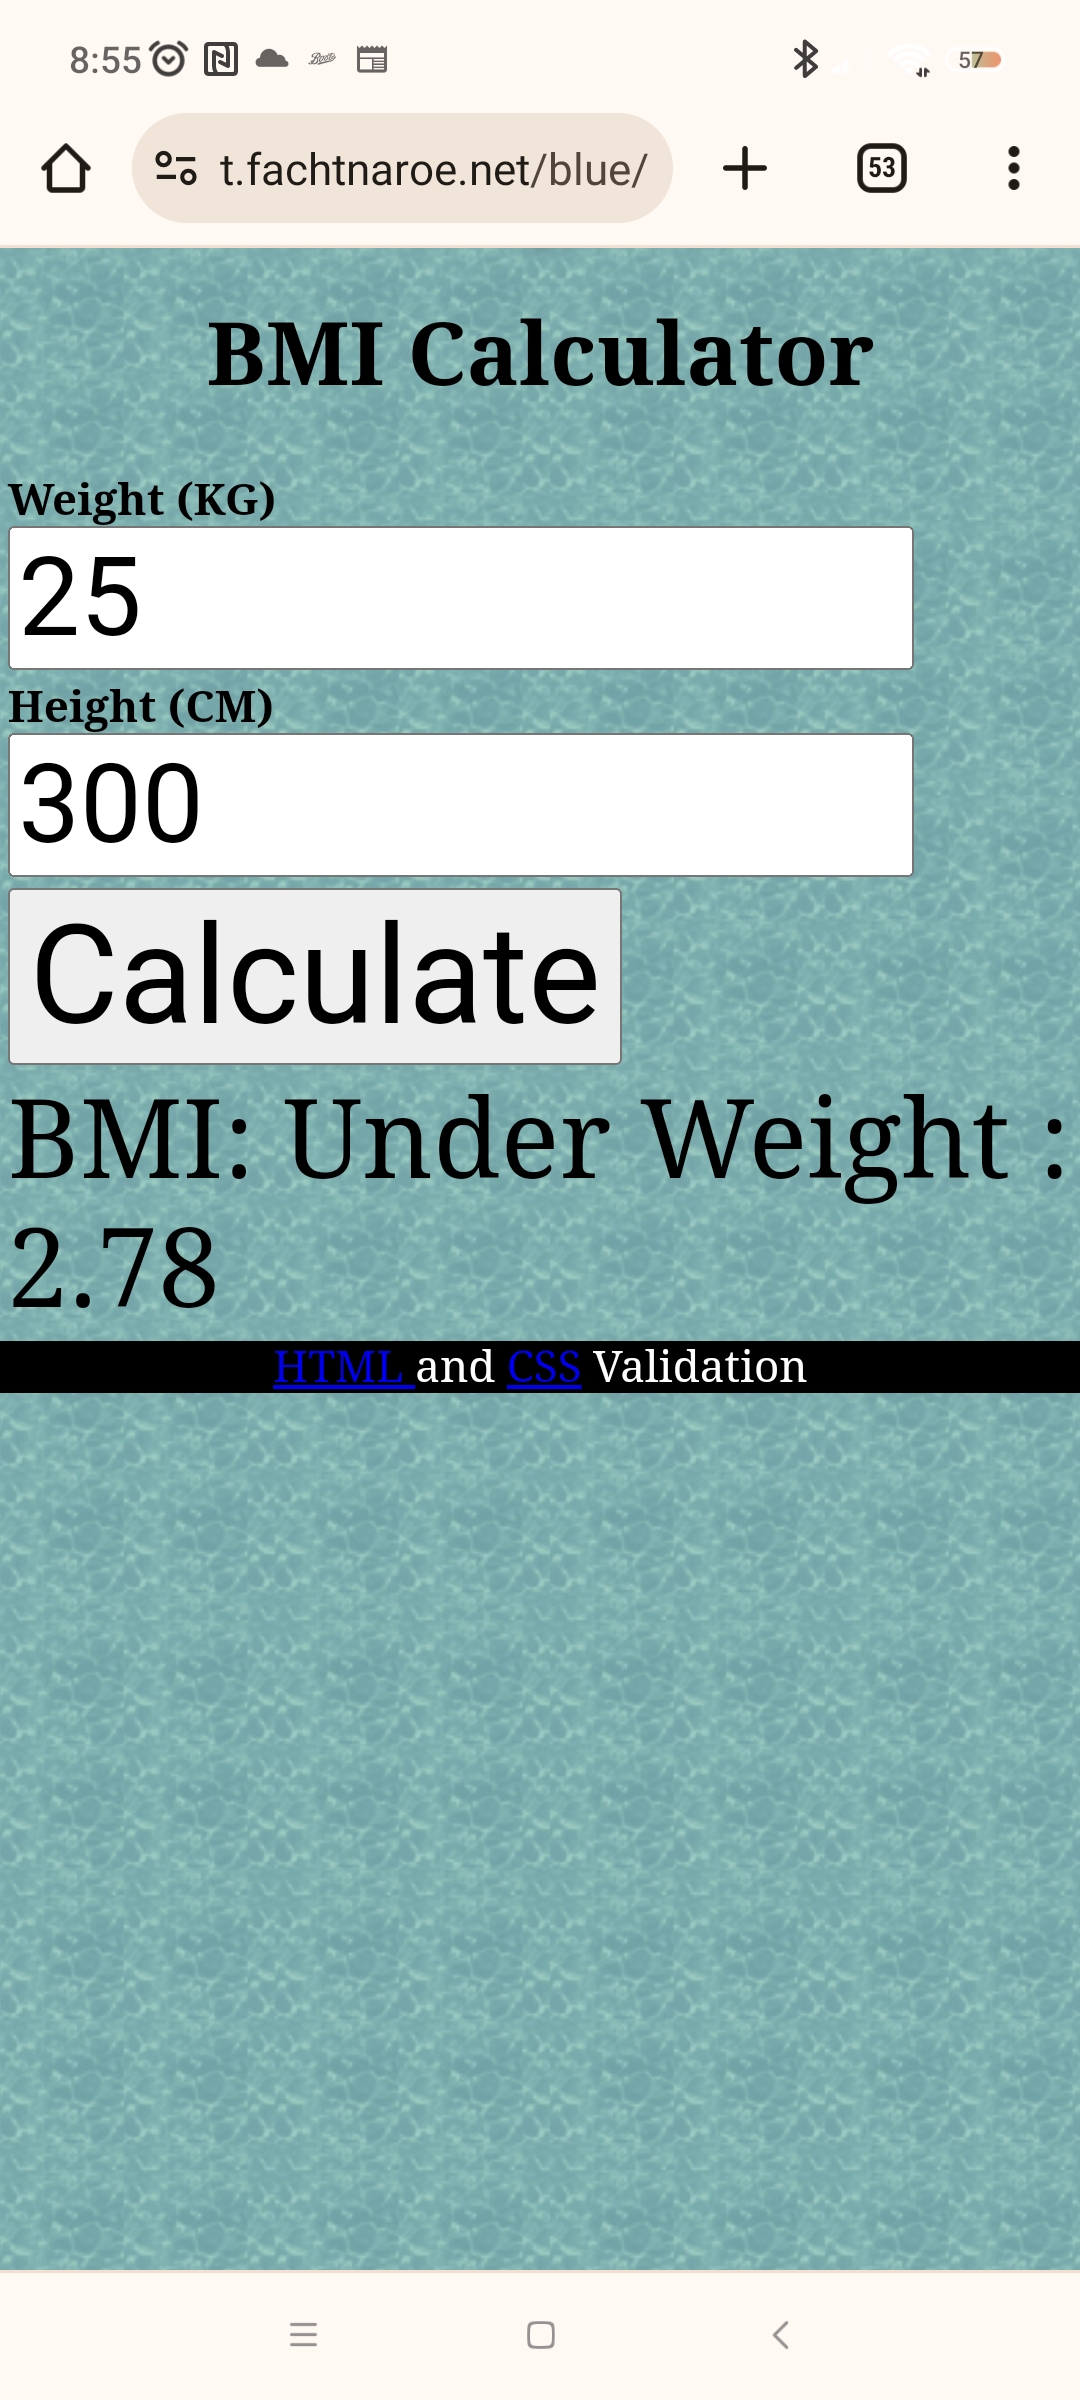 8:55
57
t.fachtnaroe.net/blue/
53
BMI Calculator
Weight (KG)
25
Height (CM)
300
Calculate
BMI: Under Weight :
2.78
HTML and CSS Validation